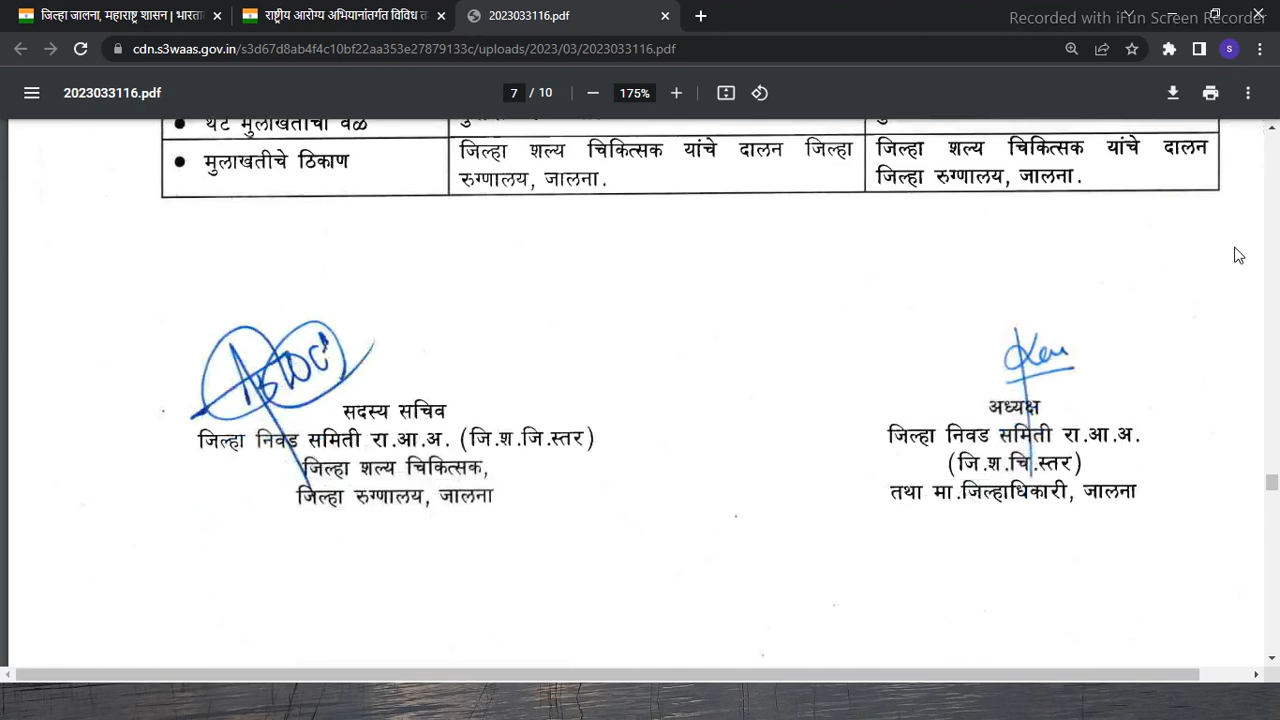 जिल्हा जालना, महाराष्ट्र शासन | भारत
राष्ट्रीय आरोग्य अभियानांतर्गत विविध
2023033116.pdf
Recorded with iFun Screen Recorder
cdn.s3waas.gov.in/s3d67d8ab4f4c10bf22aa353e27879133c/uploads/2023/03/2023033116.pdf
S
2023033116.pdf
7 / 10
175%
थेट मुलाखतीचा वेळ
मुलाखतीचे ठिकाण
जिल्हा शल्य चिकित्सक यांचे दालन जिल्हा
रुग्णालय, जालना.
जिल्हा शल्य चिकित्सक यांचे दालन
जिल्हा रुग्णालय, जालना.
सदस्य सचिव
जिल्हा निवड समिती रा.आ.अ. (जि.श.जि.स्तर)
जिल्हा शल्य चिकित्सक,
जिल्हा रुग्णालय, जालना
अध्यक्ष
जिल्हा निवड समिती रा.आ.अ.
(जि.श.चि.स्तर)
तथा मा.जिल्हाधिकारी, जालना